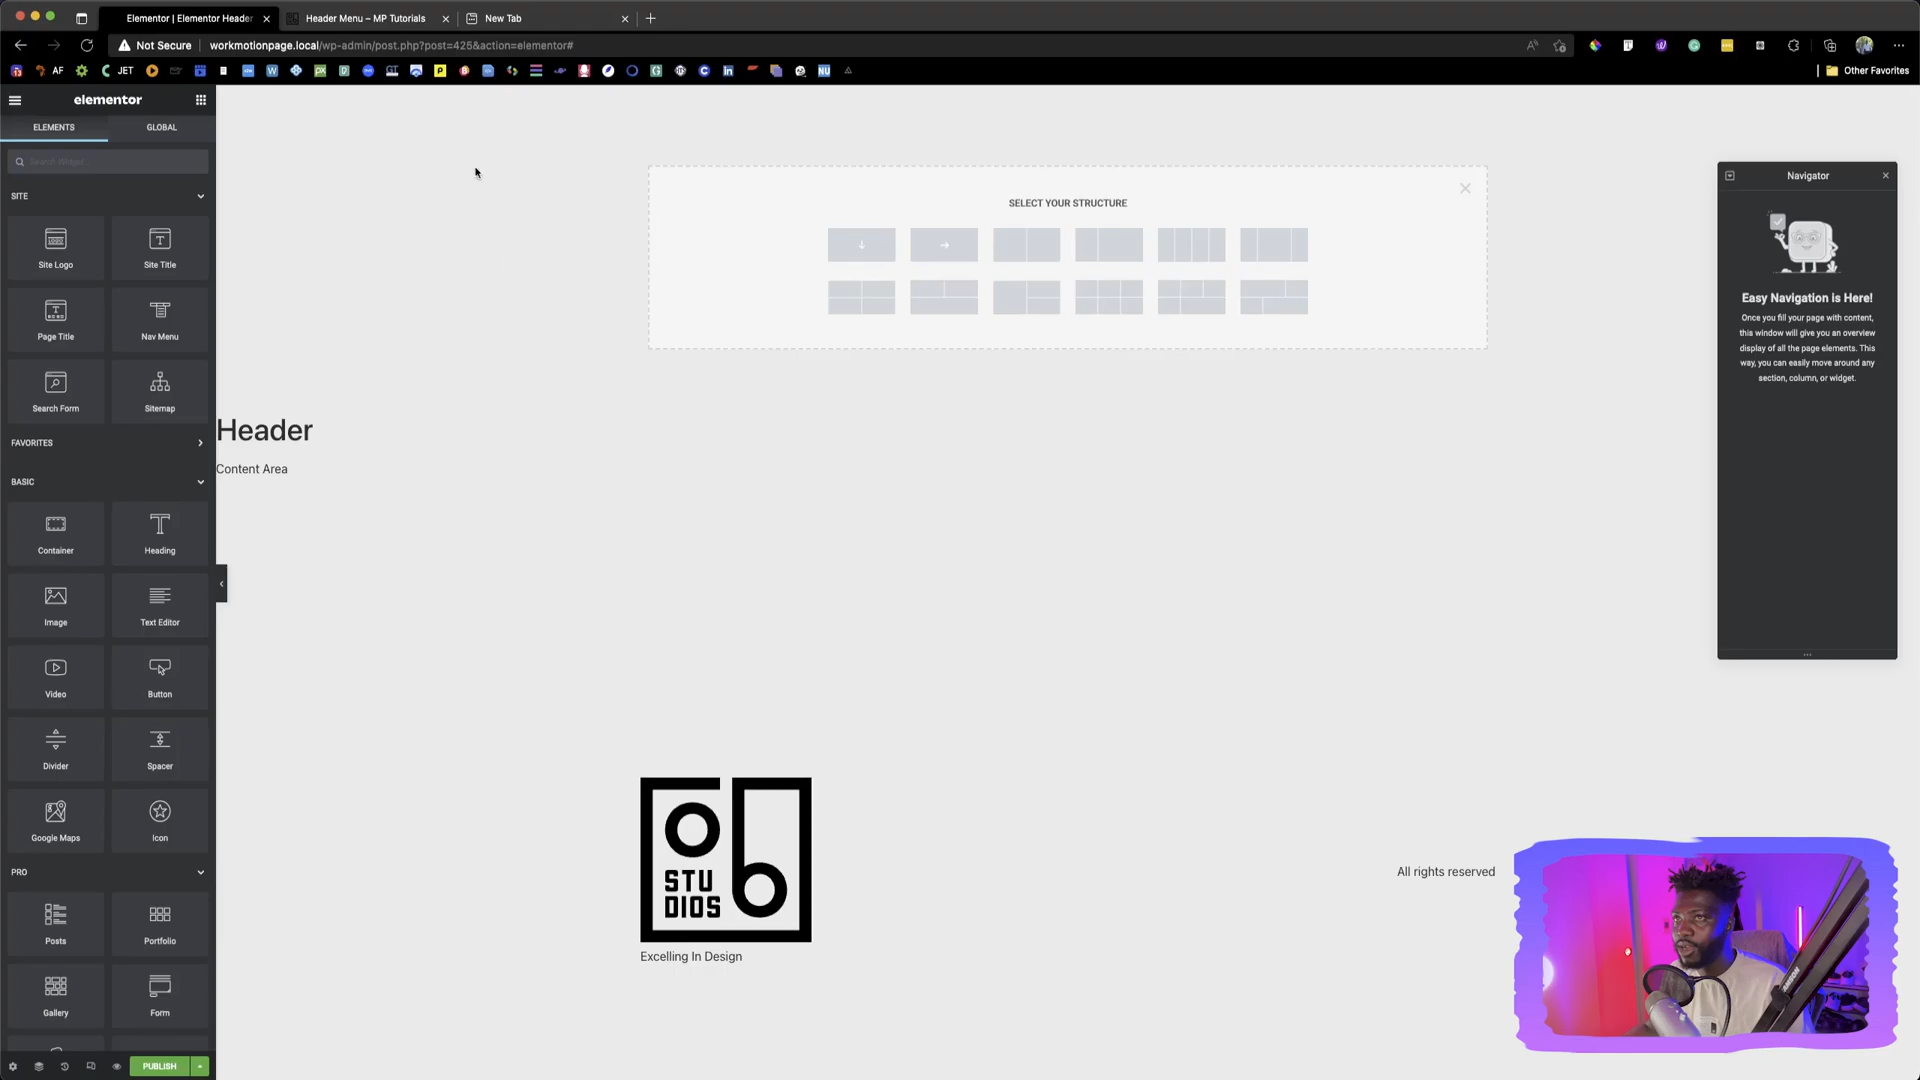 Elementor | Elementor Header
Header Menu – MP Tutorials
New Tab
Not Secure
workmotionpage.local/wp-admin/post.php?post=425&action=elementor#
AF
JET
NU
Other Favorites
elementor
ELEMENTS
GLOBAL
Search Widget
SITE
Site Logo
Site Title
Page Title
Nav Menu
Search Form
Sitemap
FAVORITES
BASIC
Container
Heading
Image
Text Editor
Video
Button
Divider
Spacer
Google Maps
Icon
PRO
Posts
Portfolio
Gallery
Form
PUBLISH
SELECT YOUR STRUCTURE
Header
Content Area
STU
DIOS
Excelling In Design
All rights reserved
Navigator
Easy Navigation is Here!
Once you fill your page with content,
this window will give you an overview
display of all the page elements. This
way, you can easily move around any
section, column, or widget.
SAMSON